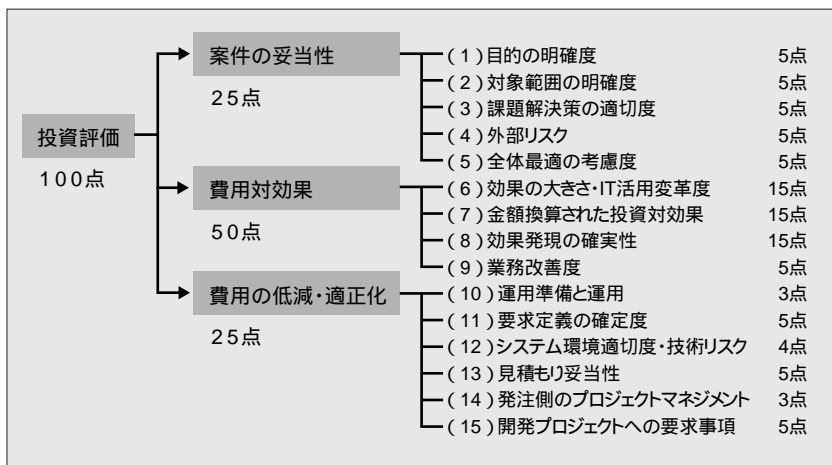 投資評価
100点
案件の妥当性
25点
(1)目的の明確度 5点
(2)対象範囲の明確度 5点
(3)課題解決策の適切度 5点
(4)外部リスク 5点
(5)全体最適の考慮度 5点
費用対効果
50点
(6)効果の大きさ・IT活用変革度 15点
(7)金額換算された投資対効果 15点
(8)効果発現の確実性 15点
(9)業務改善度 5点
費用の低減・適正化
25点
(10)運用準備と運用 3点
(11)要求定義の確定度 5点
(12)システム環境適切度・技術リスク 4点
(13)見積もり妥当性 5点
(14)発注側のプロジェクトマネジメント 3点
(15)開発プロジェクトへの要求事項 5点